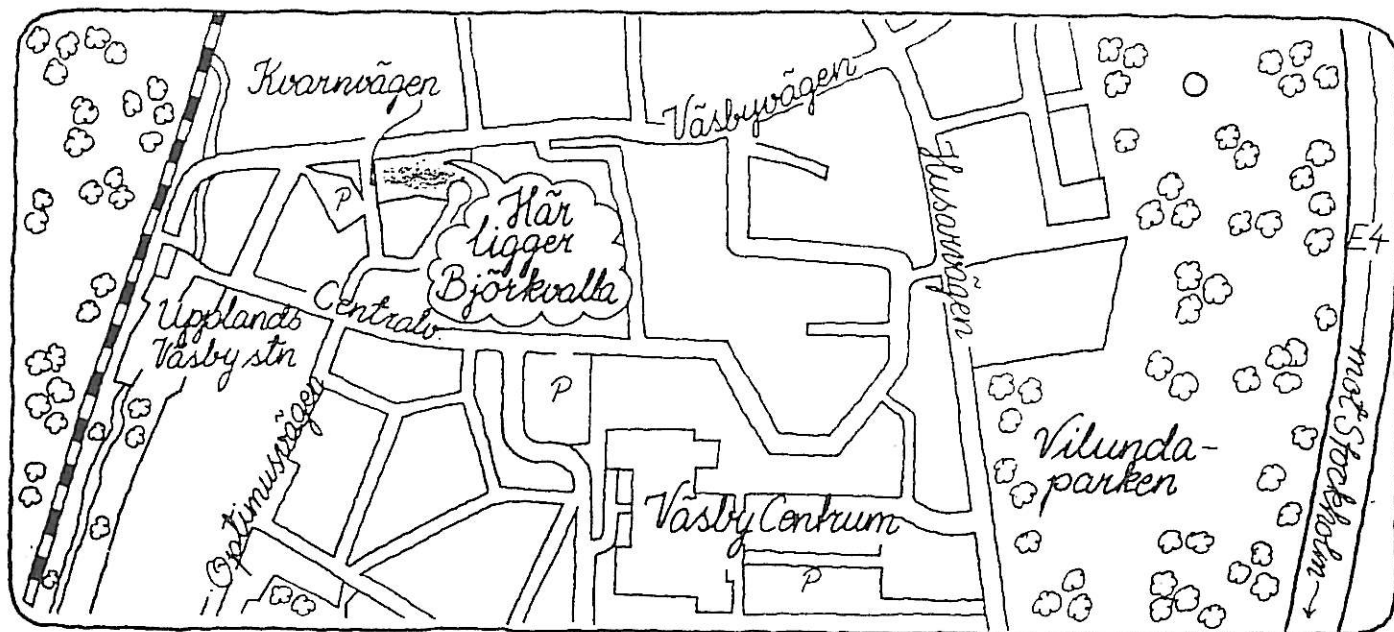 Kvarnvägen
Väsbyvägen
Husarvägen
P
Här
ligger
Björkvalla
E4
Upplands
Väsby stn
Centralv.
P
Optimusvägen
Vilunda-
parken
mot Stockholm →
Väsby Centrum
P